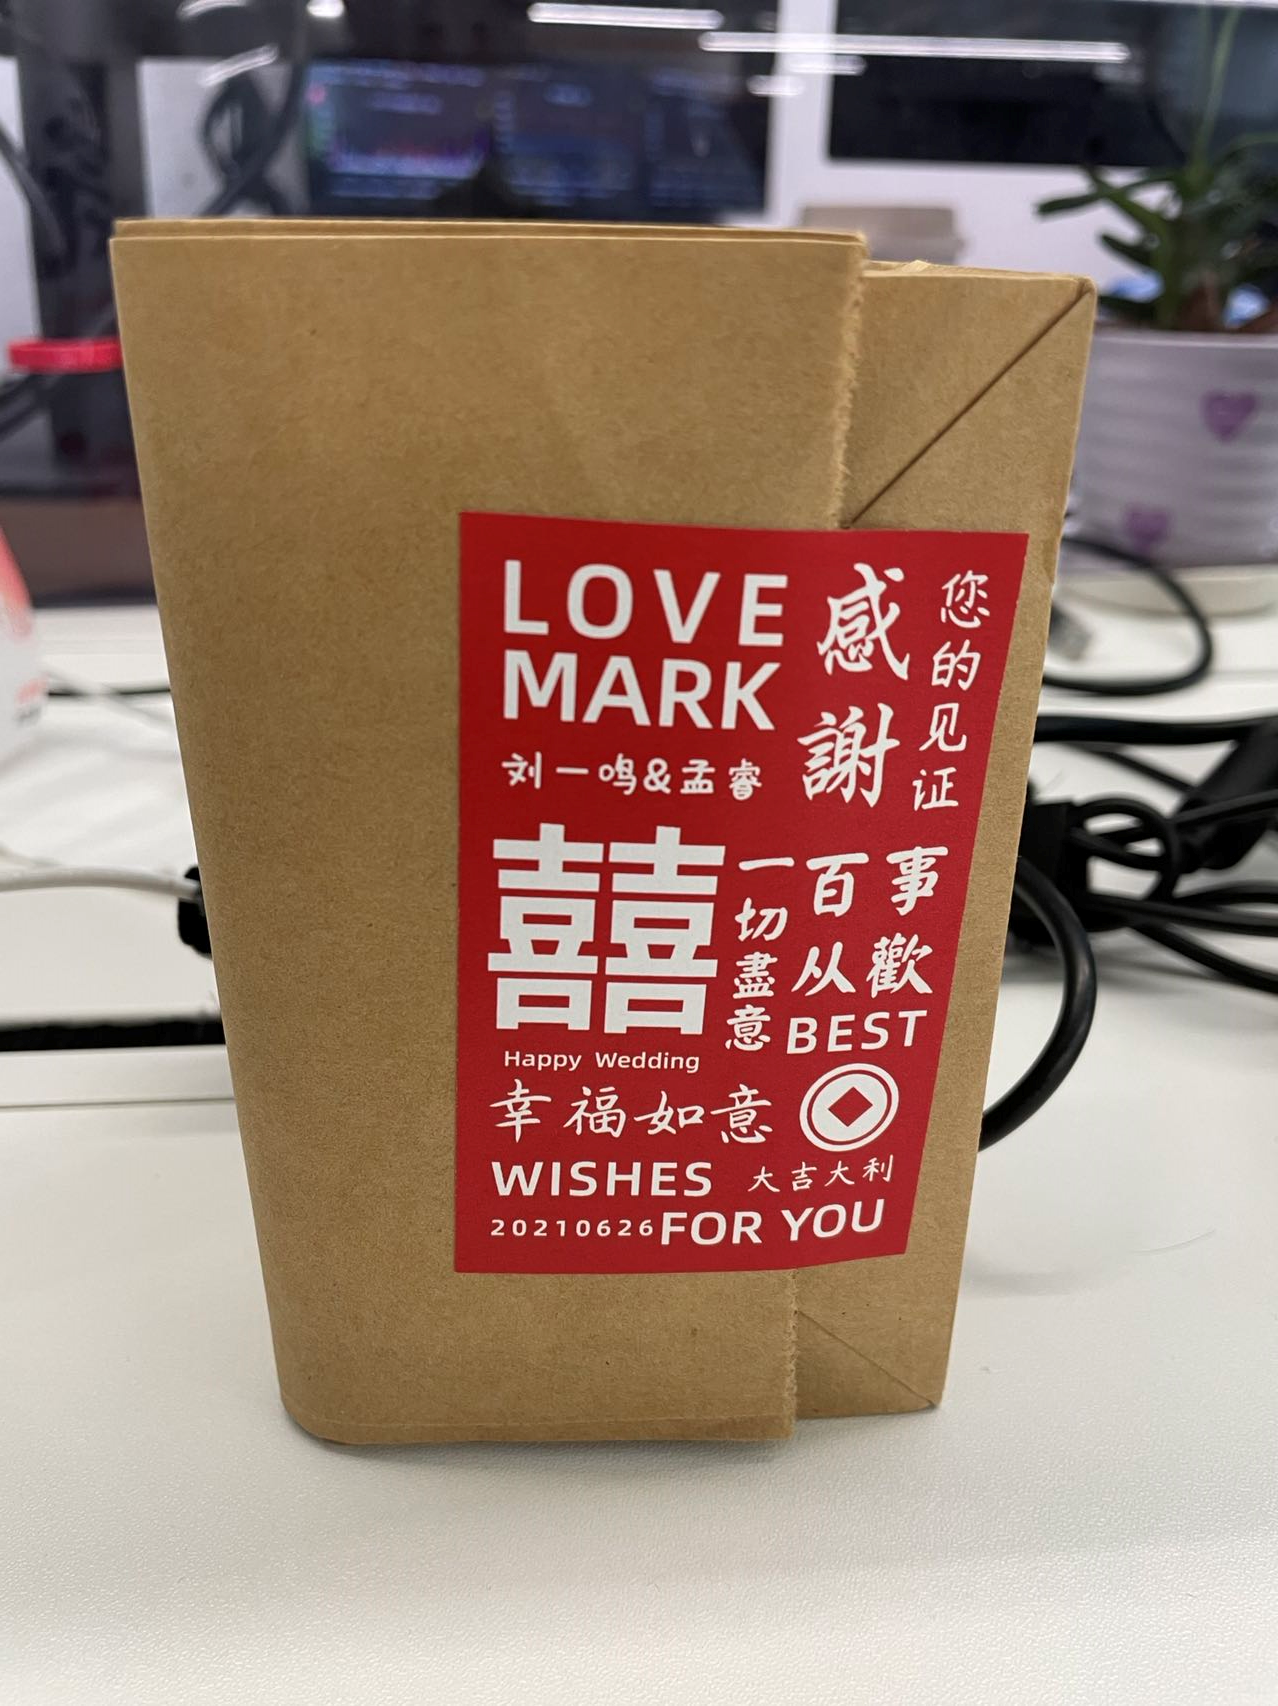 LOVE
MARK
刘一鸣&孟睿
感謝
您的见证
囍
Happy Wedding
一切盡意
百事
从歡
BEST
幸福如意
WISHES
大吉大利
20210626
FOR YOU